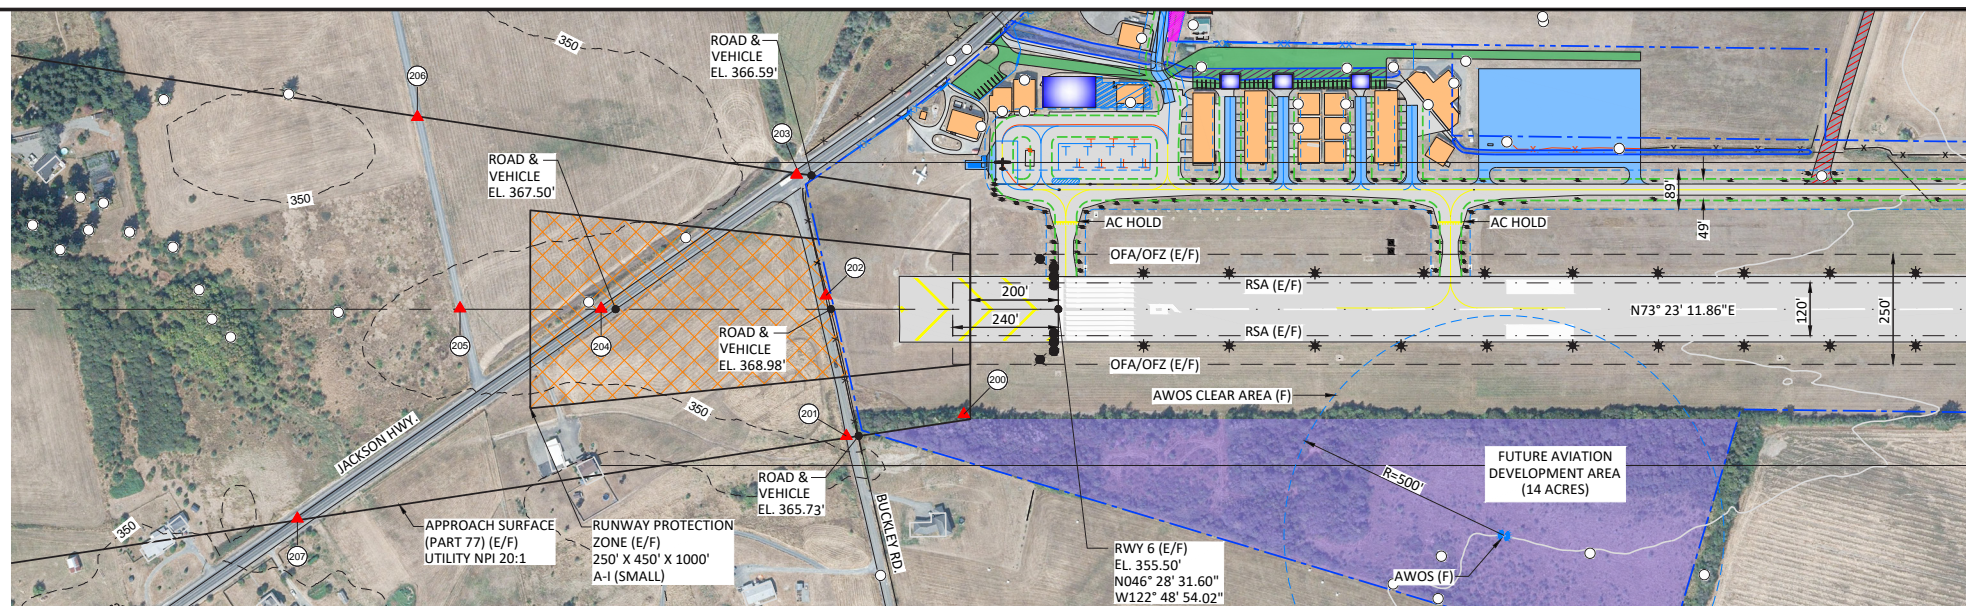 350
ROAD &
VEHICLE
EL. 366.59'
206
203
ROAD &
VEHICLE
EL. 367.50'
350
89'
49'
AC HOLD
AC HOLD
OFA/OFZ (E/F)
202
200'
RSA (E/F)
N73° 23' 11.86"E
120'
250'
205
204
ROAD &
VEHICLE
EL. 368.98'
240'
RSA (E/F)
OFA/OFZ (E/F)
200
AWOS CLEAR AREA (F)
350
201
JACKSON HWY.
FUTURE AVIATION
DEVELOPMENT AREA
(14 ACRES)
R=500'
ROAD &
VEHICLE
EL. 365.73'
BUCKLEY RD.
350
207
APPROACH SURFACE
(PART 77) (E/F)
UTILITY NPI 20:1
RUNWAY PROTECTION
ZONE (E/F)
250' X 450' X 1000'
A-I (SMALL)
RWY 6 (E/F)
EL. 355.50'
N046° 28' 31.60"
W122° 48' 54.02"
AWOS (F)